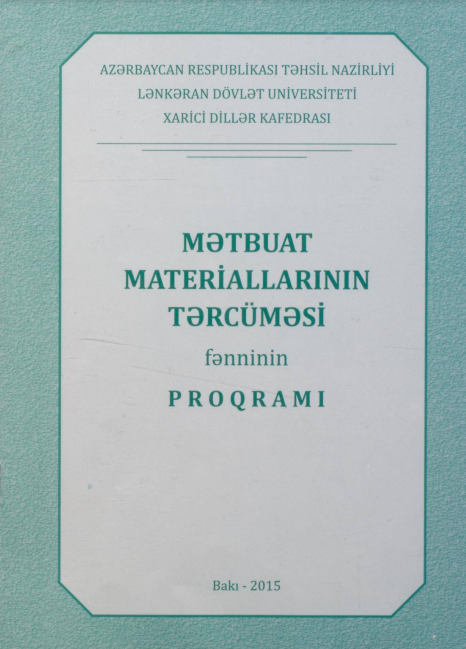 AZƏRBAYCAN RESPUBLİKASI TƏHSİL NAZİRLİYİ
LƏNKƏRAN DÖVLƏT UNİVERSİTETİ
XARİCİ DİLLƏR KAFEDRASI
MƏTBUAT
MATERİALLARININ
TƏRCÜMƏSİ
fənninin
PROQRAMI
Bakı - 2015